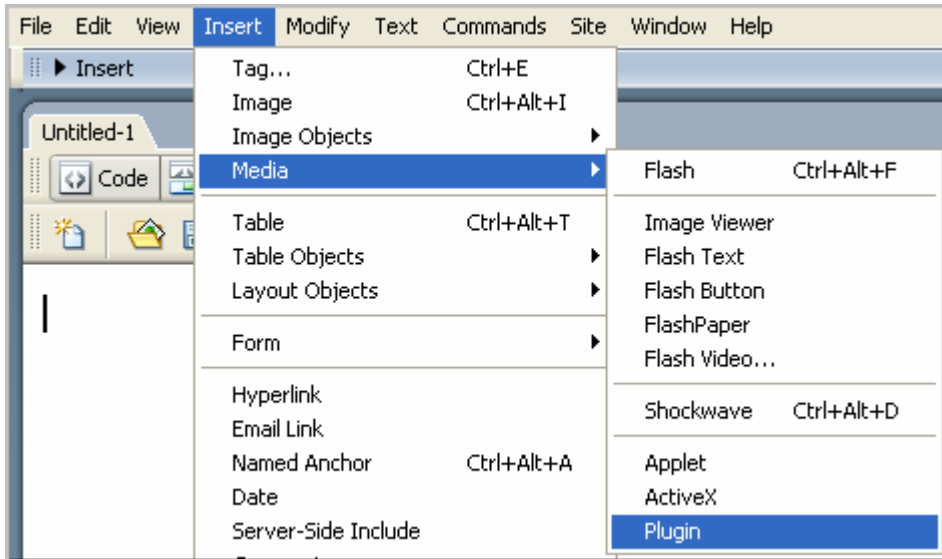 File Edit View Insert Modify Text Commands Site Window Help
Insert
Untitled-1
Code
Tag... Ctrl+E
Image Ctrl+Alt+I
Image Objects
Media
Table Ctrl+Alt+T
Table Objects
Layout Objects
Form
Hyperlink
Email Link
Named Anchor Ctrl+Alt+A
Date
Server-Side Include
Flash Ctrl+Alt+F
Image Viewer
Flash Text
Flash Button
FlashPaper
Flash Video...
Shockwave Ctrl+Alt+D
Applet
ActiveX
Plugin